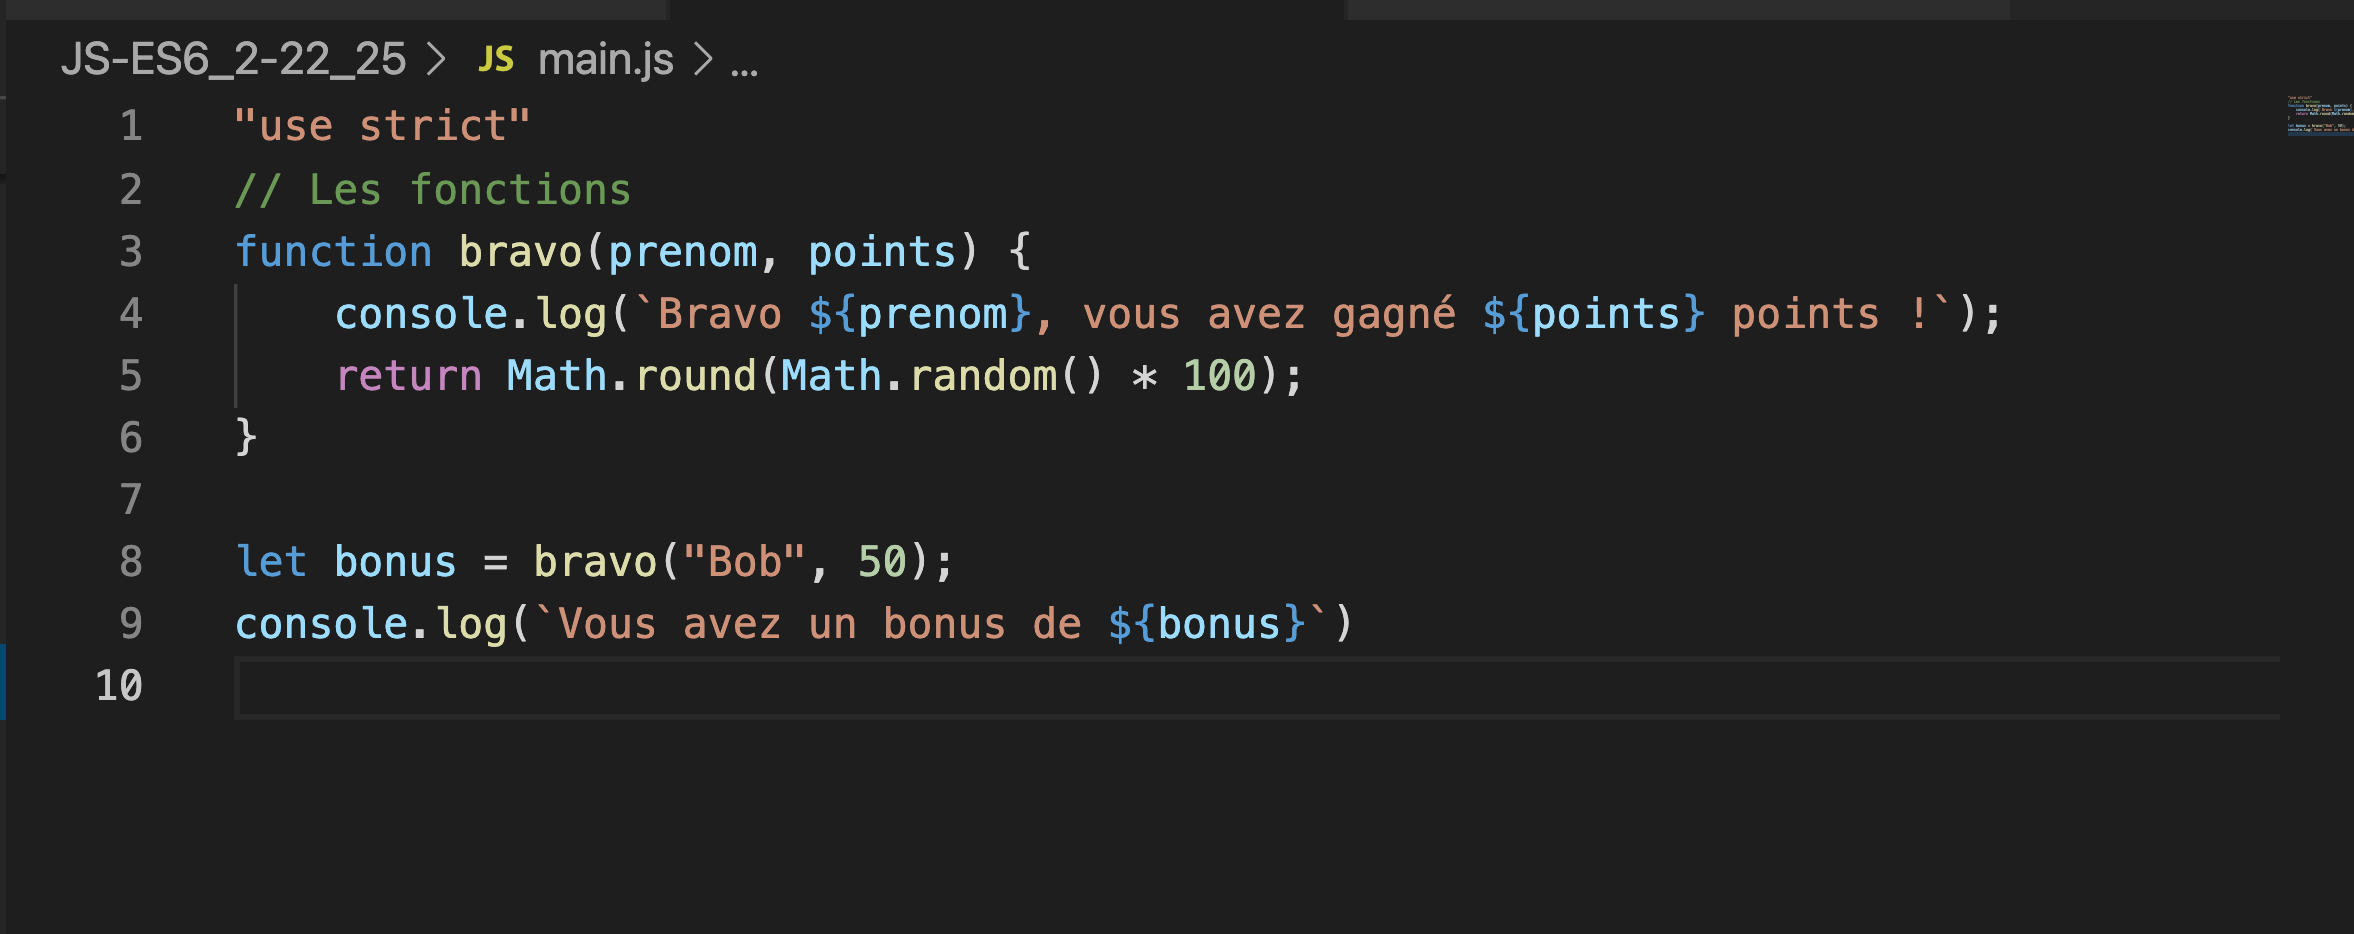 JS-ES6_2-22_25 > JS main.js > ...
1 "use strict"
2 // Les fonctions
3 function bravo(prenom, points) {
4     console.log(`Bravo ${prenom}, vous avez gagné ${points} points !`);
5     return Math.round(Math.random() * 100);
6 }
7
8 let bonus = bravo("Bob", 50);
9 console.log(`Vous avez un bonus de ${bonus}`)
10